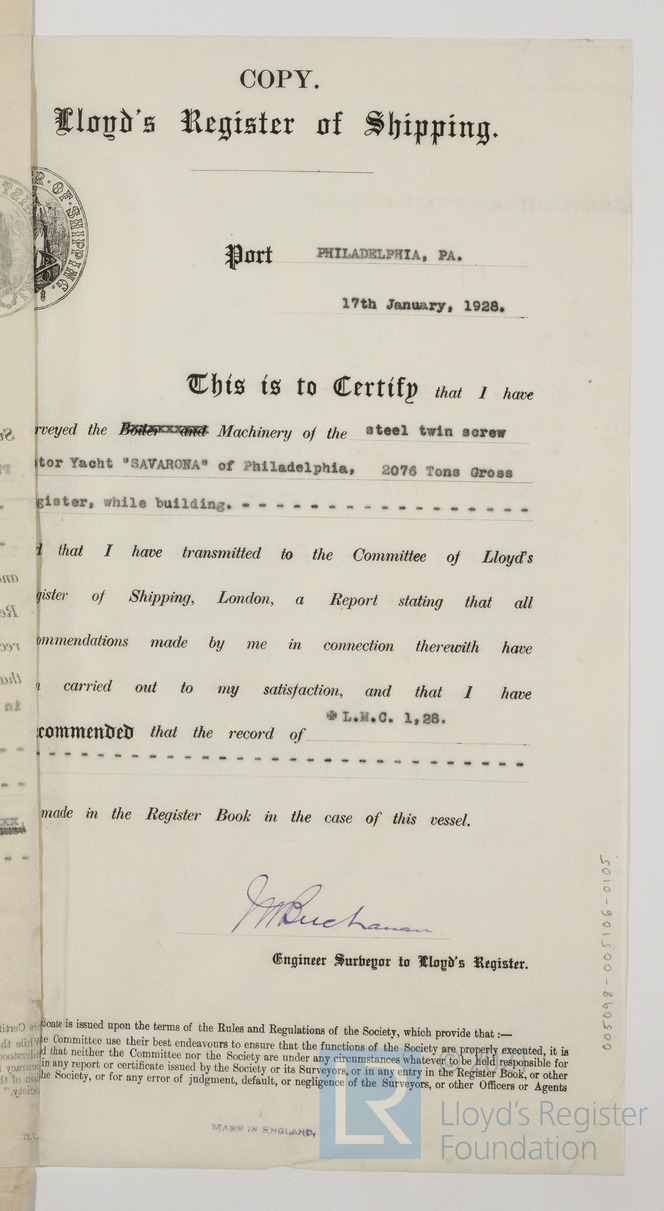 COPY.
Lloyd's Register of Shipping.
R·OF·SHIPPING.
Port PHILADELPHIA, PA.
17th January, 1928.
This is to Certify that I have
rveyed the Boiler and Machinery of the steel twin screw
tor Yacht "SAVARONA" of Philadelphia, 2076 Tons Gross
gister, while building. - - - - - - - - - - - - - - - - - -
d that I have transmitted to the Committee of Lloyd's
gister of Shipping, London, a Report stating that all
ommendations made by me in connection therewith have
n carried out to my satisfaction, and that I have
commended that the record of ✠ L.M.C. 1,28.
made in the Register Book in the case of this vessel.
J M Buchanan
Engineer Surveyor to Lloyd's Register.
ficate is issued upon the terms of the Rules and Regulations of the Society, which provide that :—
e Committee use their best endeavours to ensure that the functions of the Society are properly executed, it is
d that neither the Committee nor the Society are under any circumstances whatever to be held responsible for
in any report or certificate issued by the Society or its Surveyors, or in any entry in the Register Book, or other
he Society, or for any error of judgment, default, or negligence of the Surveyors, or other Officers or Agents
MADE IN ENGLAND.
005098-005106-0105
LR
Lloyd's Register
Foundation